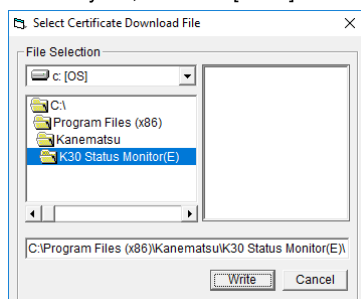 Select Certificate Download File
File Selection
c: [OS]
C:\
Program Files (x86)
Kanematsu
K30 Status Monitor(E)
C:\Program Files (x86)\Kanematsu\K30 Status Monitor(E)\
Write
Cancel